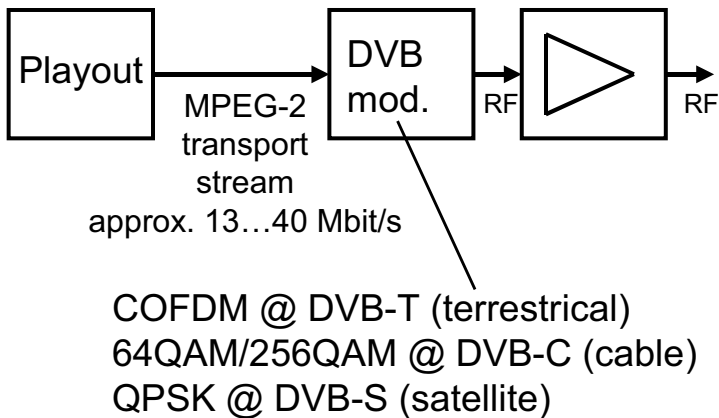 Playout
MPEG-2
transport
stream
approx. 13…40 Mbit/s
DVB
mod.
RF
RF
COFDM @ DVB-T (terrestrical)
64QAM/256QAM @ DVB-C (cable)
QPSK @ DVB-S (satellite)